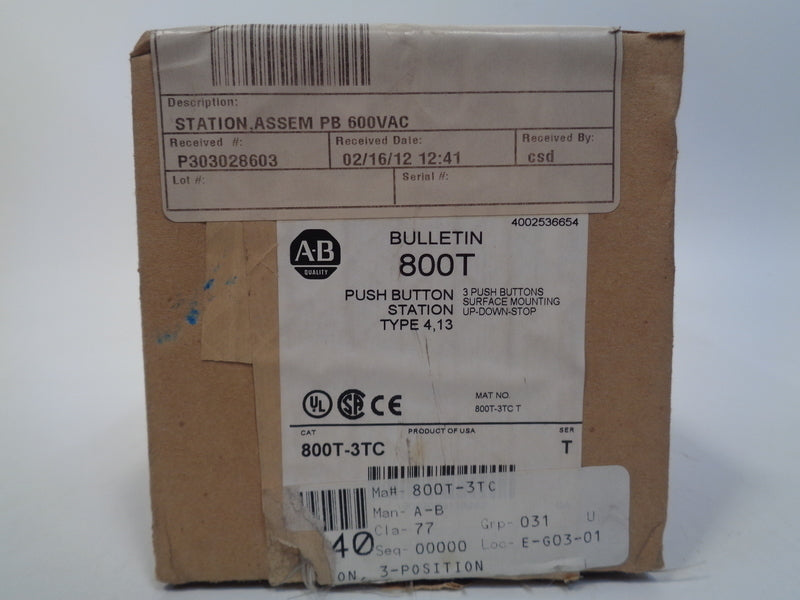 Description:
STATION,ASSEM PB 600VAC
Received #:
P303028603
Received Date:
02/16/12 12:41
Received By:
csd
Lot #:
Serial #:
4002536654
A-B
QUALITY
BULLETIN
800T
PUSH BUTTON
STATION
TYPE 4,13
3 PUSH BUTTONS
SURFACE MOUNTING
UP-DOWN-STOP
UL
SA
CE
MAT NO.
800T-3TC T
CAT
PRODUCT OF USA
SER
800T-3TC
T
Ma#- 800T-3TC
Man- A-B
Cla- 77
Grp- 031 U
Seq- 00000
Loc- E-G03-01
40
ON, 3-POSITION